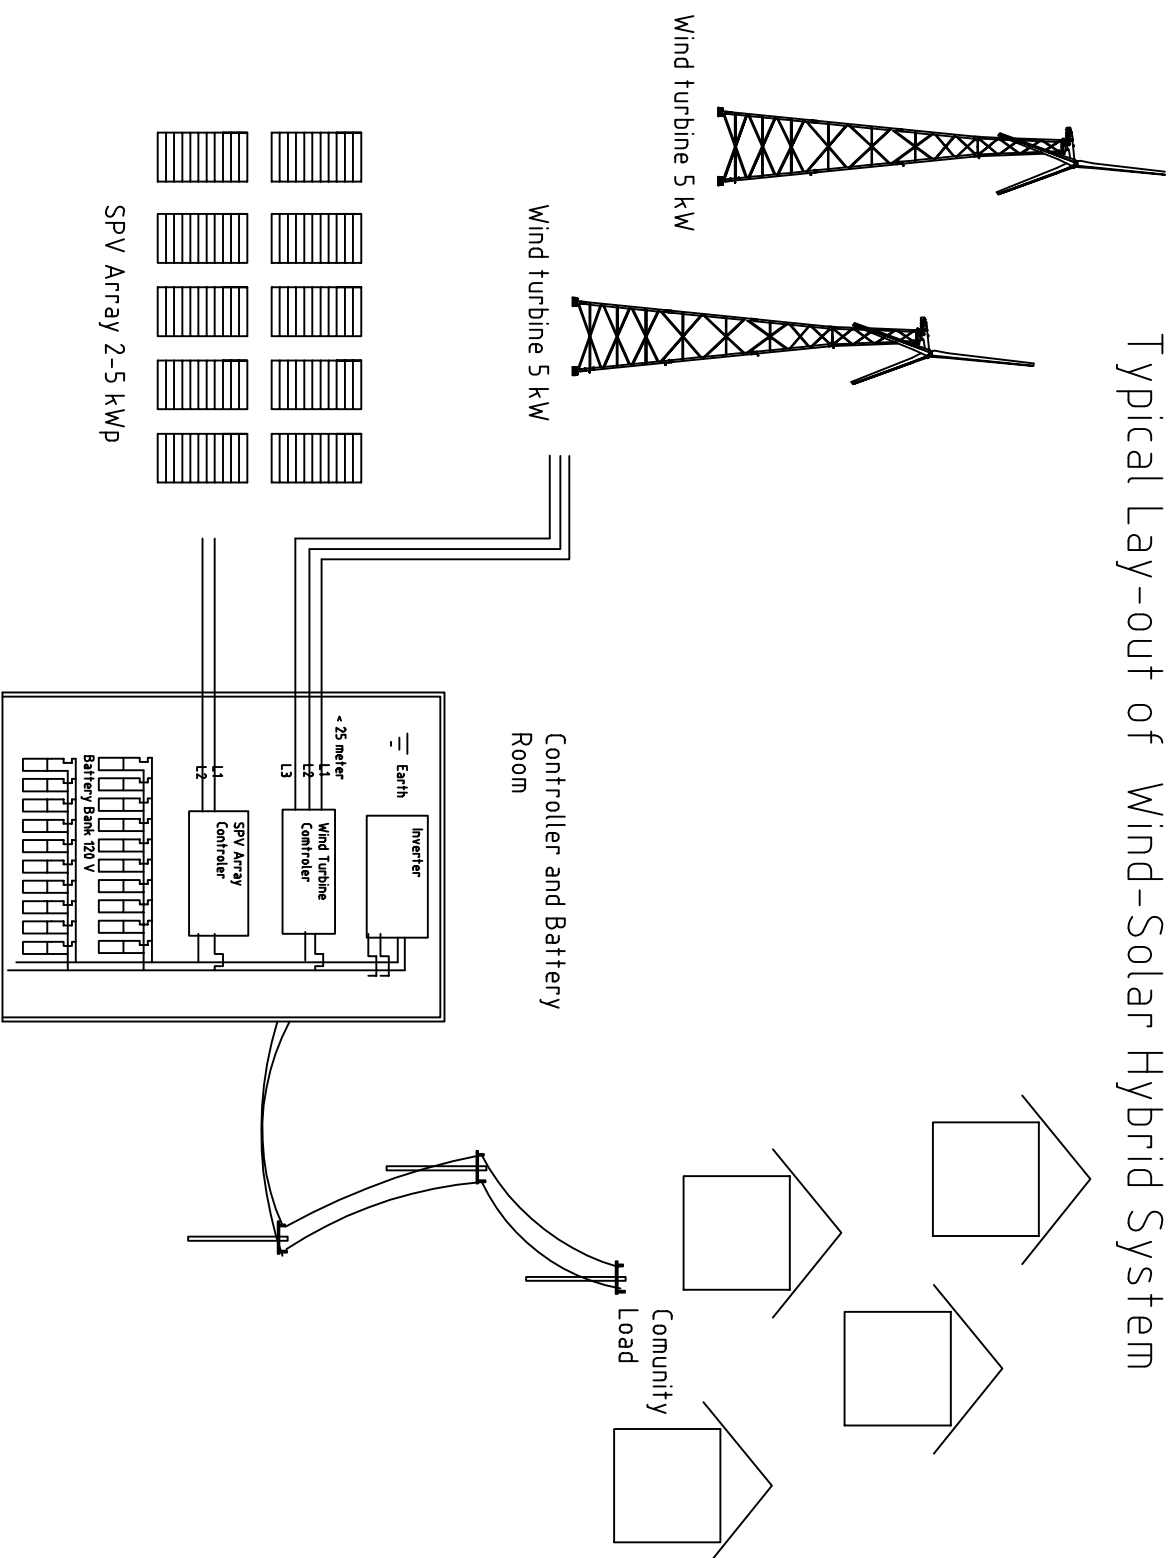 Typical Lay-out of Wind-Solar Hybrid System
Wind turbine 5 kW
Wind turbine 5 kW
SPV Array 2-5 kWp
Controller and Battery
Room
Earth
Inverter
< 25 meter
L1
L2
L3
Wind Turbine
Comtroler
L1
L2
SPV Array
Controler
Battery Bank 120 V
Comunity
Load